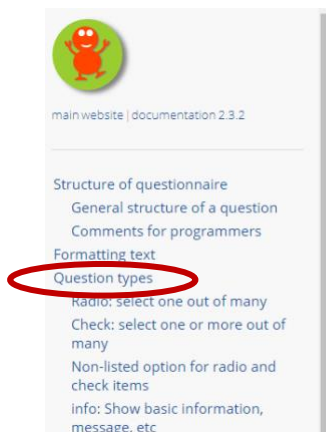 main website | documentation 2.3.2
Structure of questionnaire
General structure of a question
Comments for programmers
Formatting text
Question types
Radio: select one out of many
Check: select one or more out of
many
Non-listed option for radio and
check items
info: Show basic information,
message, etc